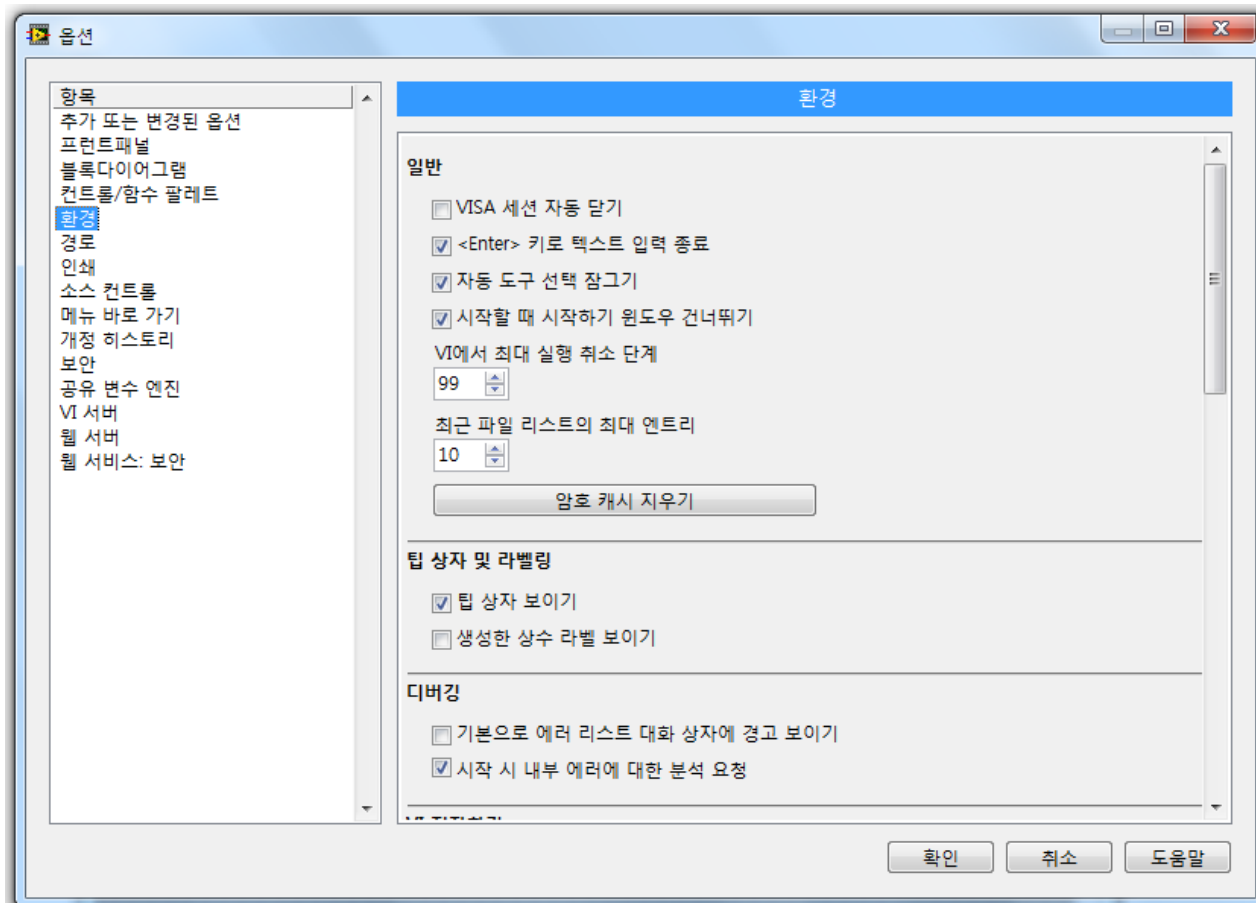 옵션
항목
추가 또는 변경된 옵션
프런트패널
블록다이어그램
컨트롤/함수 팔레트
환경
경로
인쇄
소스 컨트롤
메뉴 바로 가기
개정 히스토리
보안
공유 변수 엔진
VI 서버
웹 서버
웹 서비스: 보안
환경
일반
VISA 세션 자동 닫기
<Enter> 키로 텍스트 입력 종료
자동 도구 선택 잠그기
시작할 때 시작하기 윈도우 건너뛰기
VI에서 최대 실행 취소 단계
99
최근 파일 리스트의 최대 엔트리
10
암호 캐시 지우기
팁 상자 및 라벨링
팁 상자 보이기
생성한 상수 라벨 보이기
디버깅
기본으로 에러 리스트 대화 상자에 경고 보이기
시작 시 내부 에러에 대한 분석 요청
확인
취소
도움말